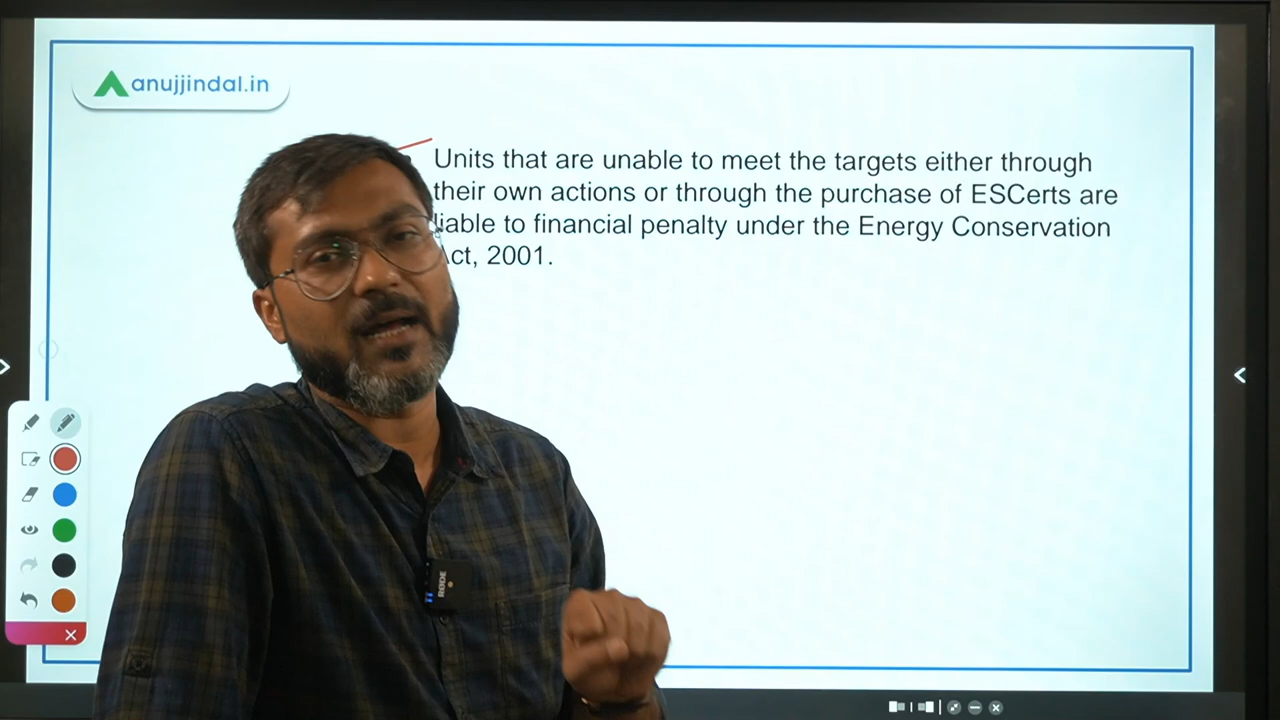 anujjindal.in
Units that are unable to meet the targets either through
their own actions or through the purchase of ESCerts are
liable to financial penalty under the Energy Conservation
Act, 2001.
RODE